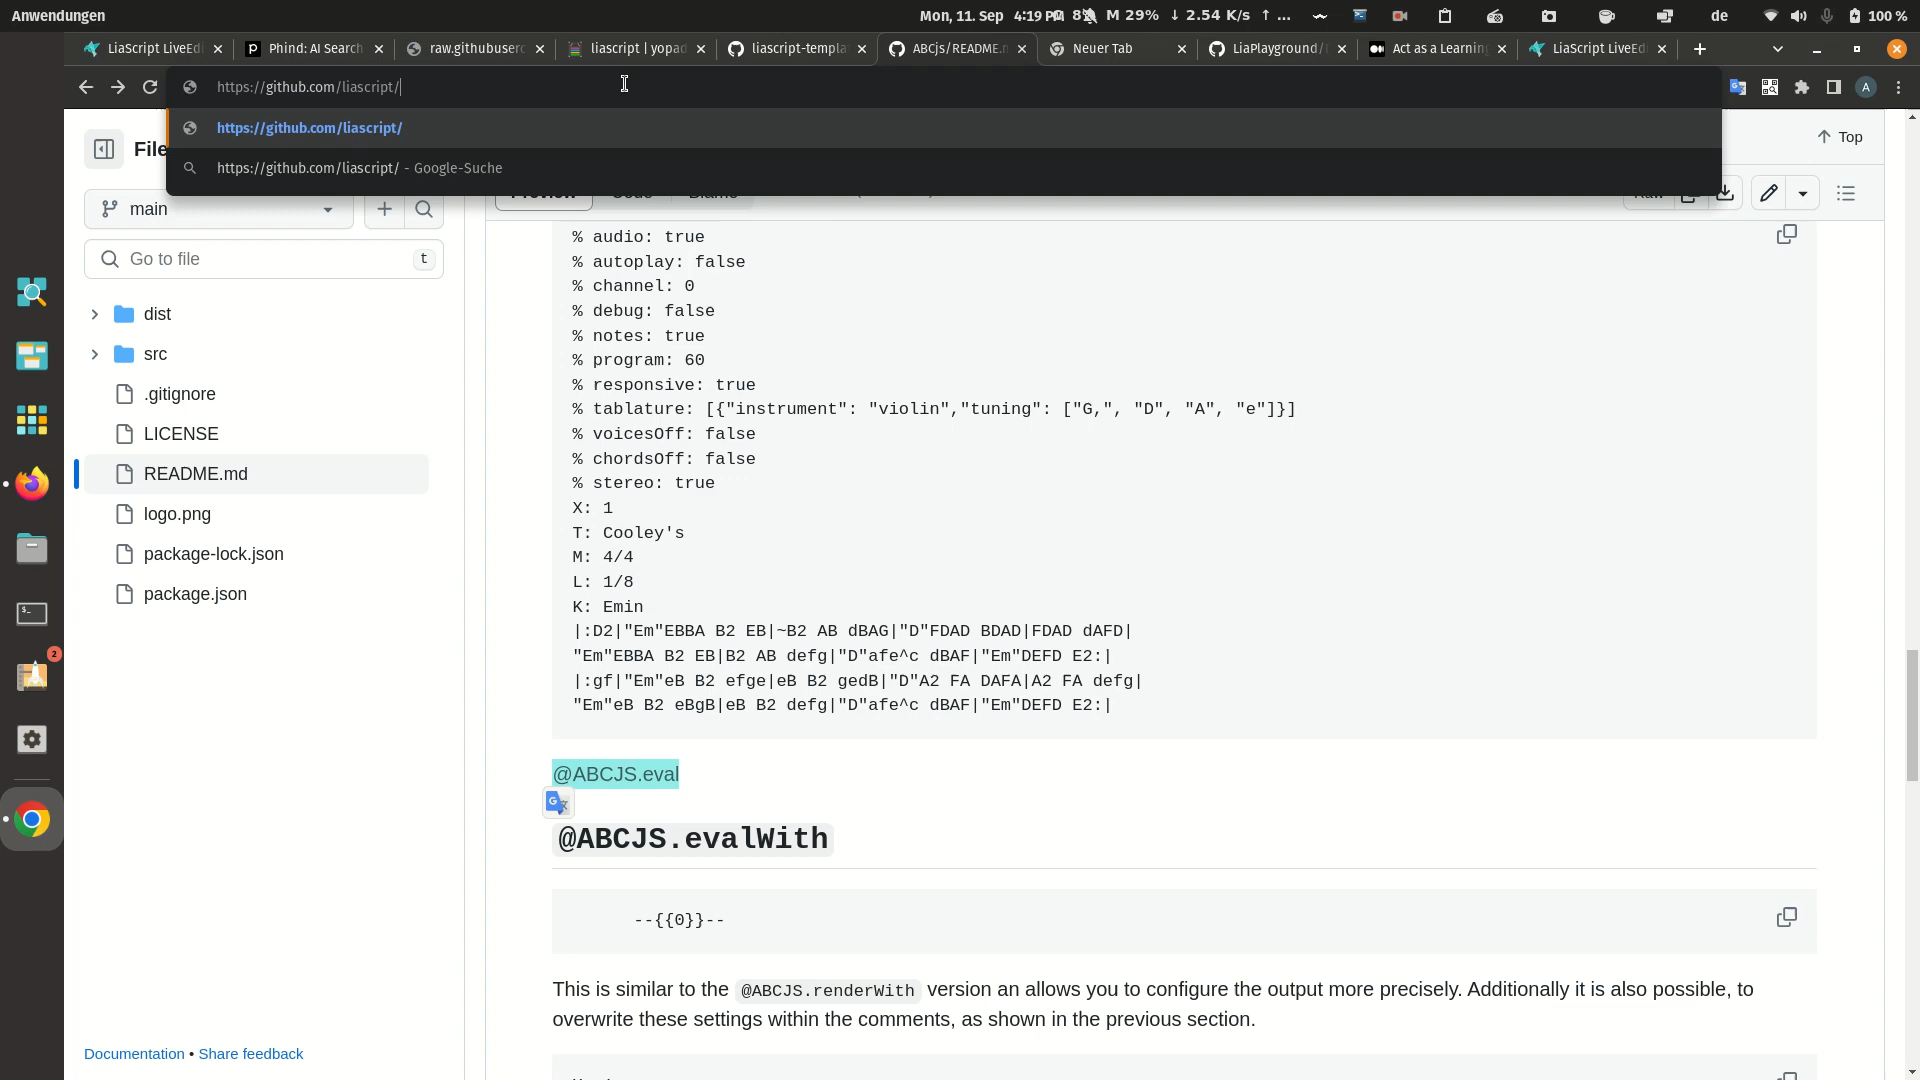 Anwendungen
Mon, 11. Sep 4:19 PM
M 29% ↓ 2.54 K/s ↑ ...
de
100 %
LiaScript LiveEdi
Phind: AI Search
raw.githubuserc
liascript | yopad
liascript-templa
ABCjs/README.m
Neuer Tab
LiaPlayground/
Act as a Learning
LiaScript LiveEdi
https://github.com/liascript/
A
https://github.com/liascript/
https://github.com/liascript/ - Google-Suche
File
Top
main
Preview Code Blame
Raw
Go to file
t
dist
src
.gitignore
LICENSE
README.md
logo.png
package-lock.json
package.json
2
% audio: true
% autoplay: false
% channel: 0
% debug: false
% notes: true
% program: 60
% responsive: true
% tablature: [{"instrument": "violin","tuning": ["G,", "D", "A", "e"]}]
% voicesOff: false
% chordsOff: false
% stereo: true
X: 1
T: Cooley's
M: 4/4
L: 1/8
K: Emin
|:D2|"Em"EBBA B2 EB|~B2 AB dBAG|"D"FDAD BDAD|FDAD dAFD|
"Em"EBBA B2 EB|B2 AB defg|"D"afe^c dBAF|"Em"DEFD E2:|
|:gf|"Em"eB B2 efge|eB B2 gedB|"D"A2 FA DAFA|A2 FA defg|
"Em"eB B2 eBgB|eB B2 defg|"D"afe^c dBAF|"Em"DEFD E2:|
@ABCJS.eval
@ABCJS.evalWith
--{{0}}--
This is similar to the @ABCJS.renderWith version an allows you to configure the output more precisely. Additionally it is also possible, to
overwrite these settings within the comments, as shown in the previous section.
Documentation • Share feedback